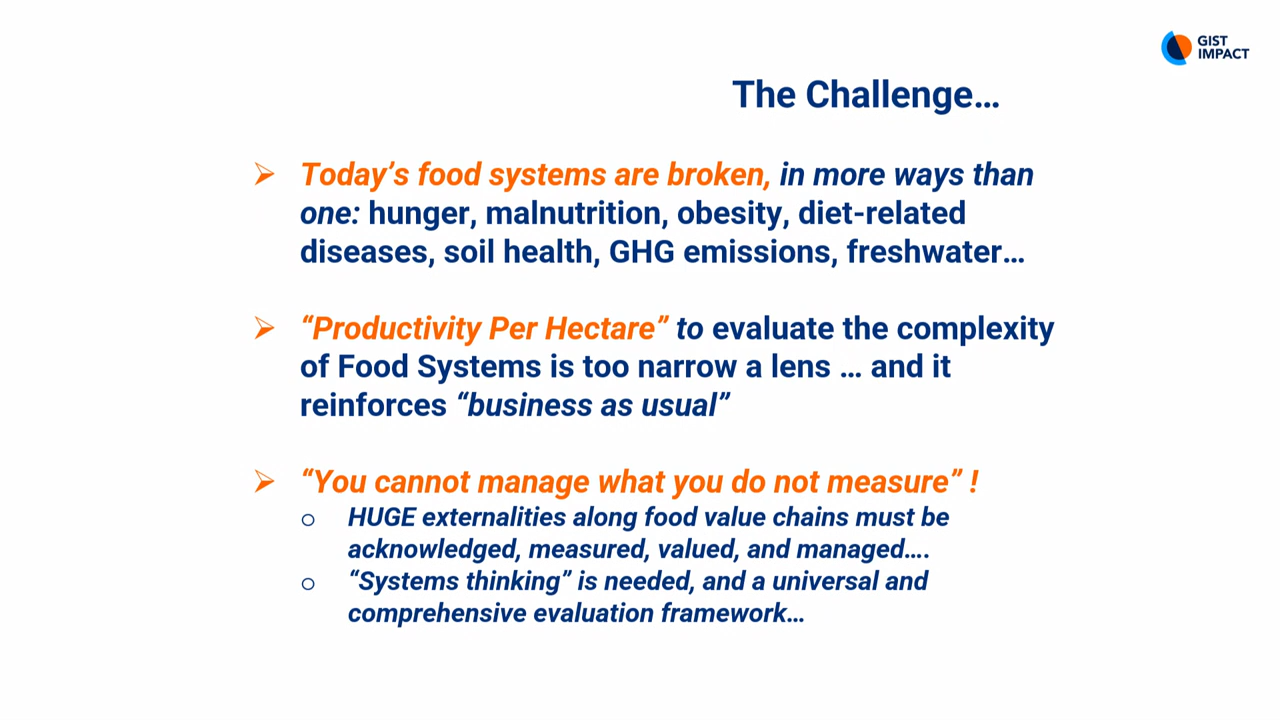 GIST
IMPACT
The Challenge…
➢ Today’s food systems are broken, in more ways than
one: hunger, malnutrition, obesity, diet-related
diseases, soil health, GHG emissions, freshwater…
➢ “Productivity Per Hectare” to evaluate the complexity
of Food Systems is too narrow a lens … and it
reinforces “business as usual”
➢ “You cannot manage what you do not measure” !
o HUGE externalities along food value chains must be
acknowledged, measured, valued, and managed….
o “Systems thinking” is needed, and a universal and
comprehensive evaluation framework…